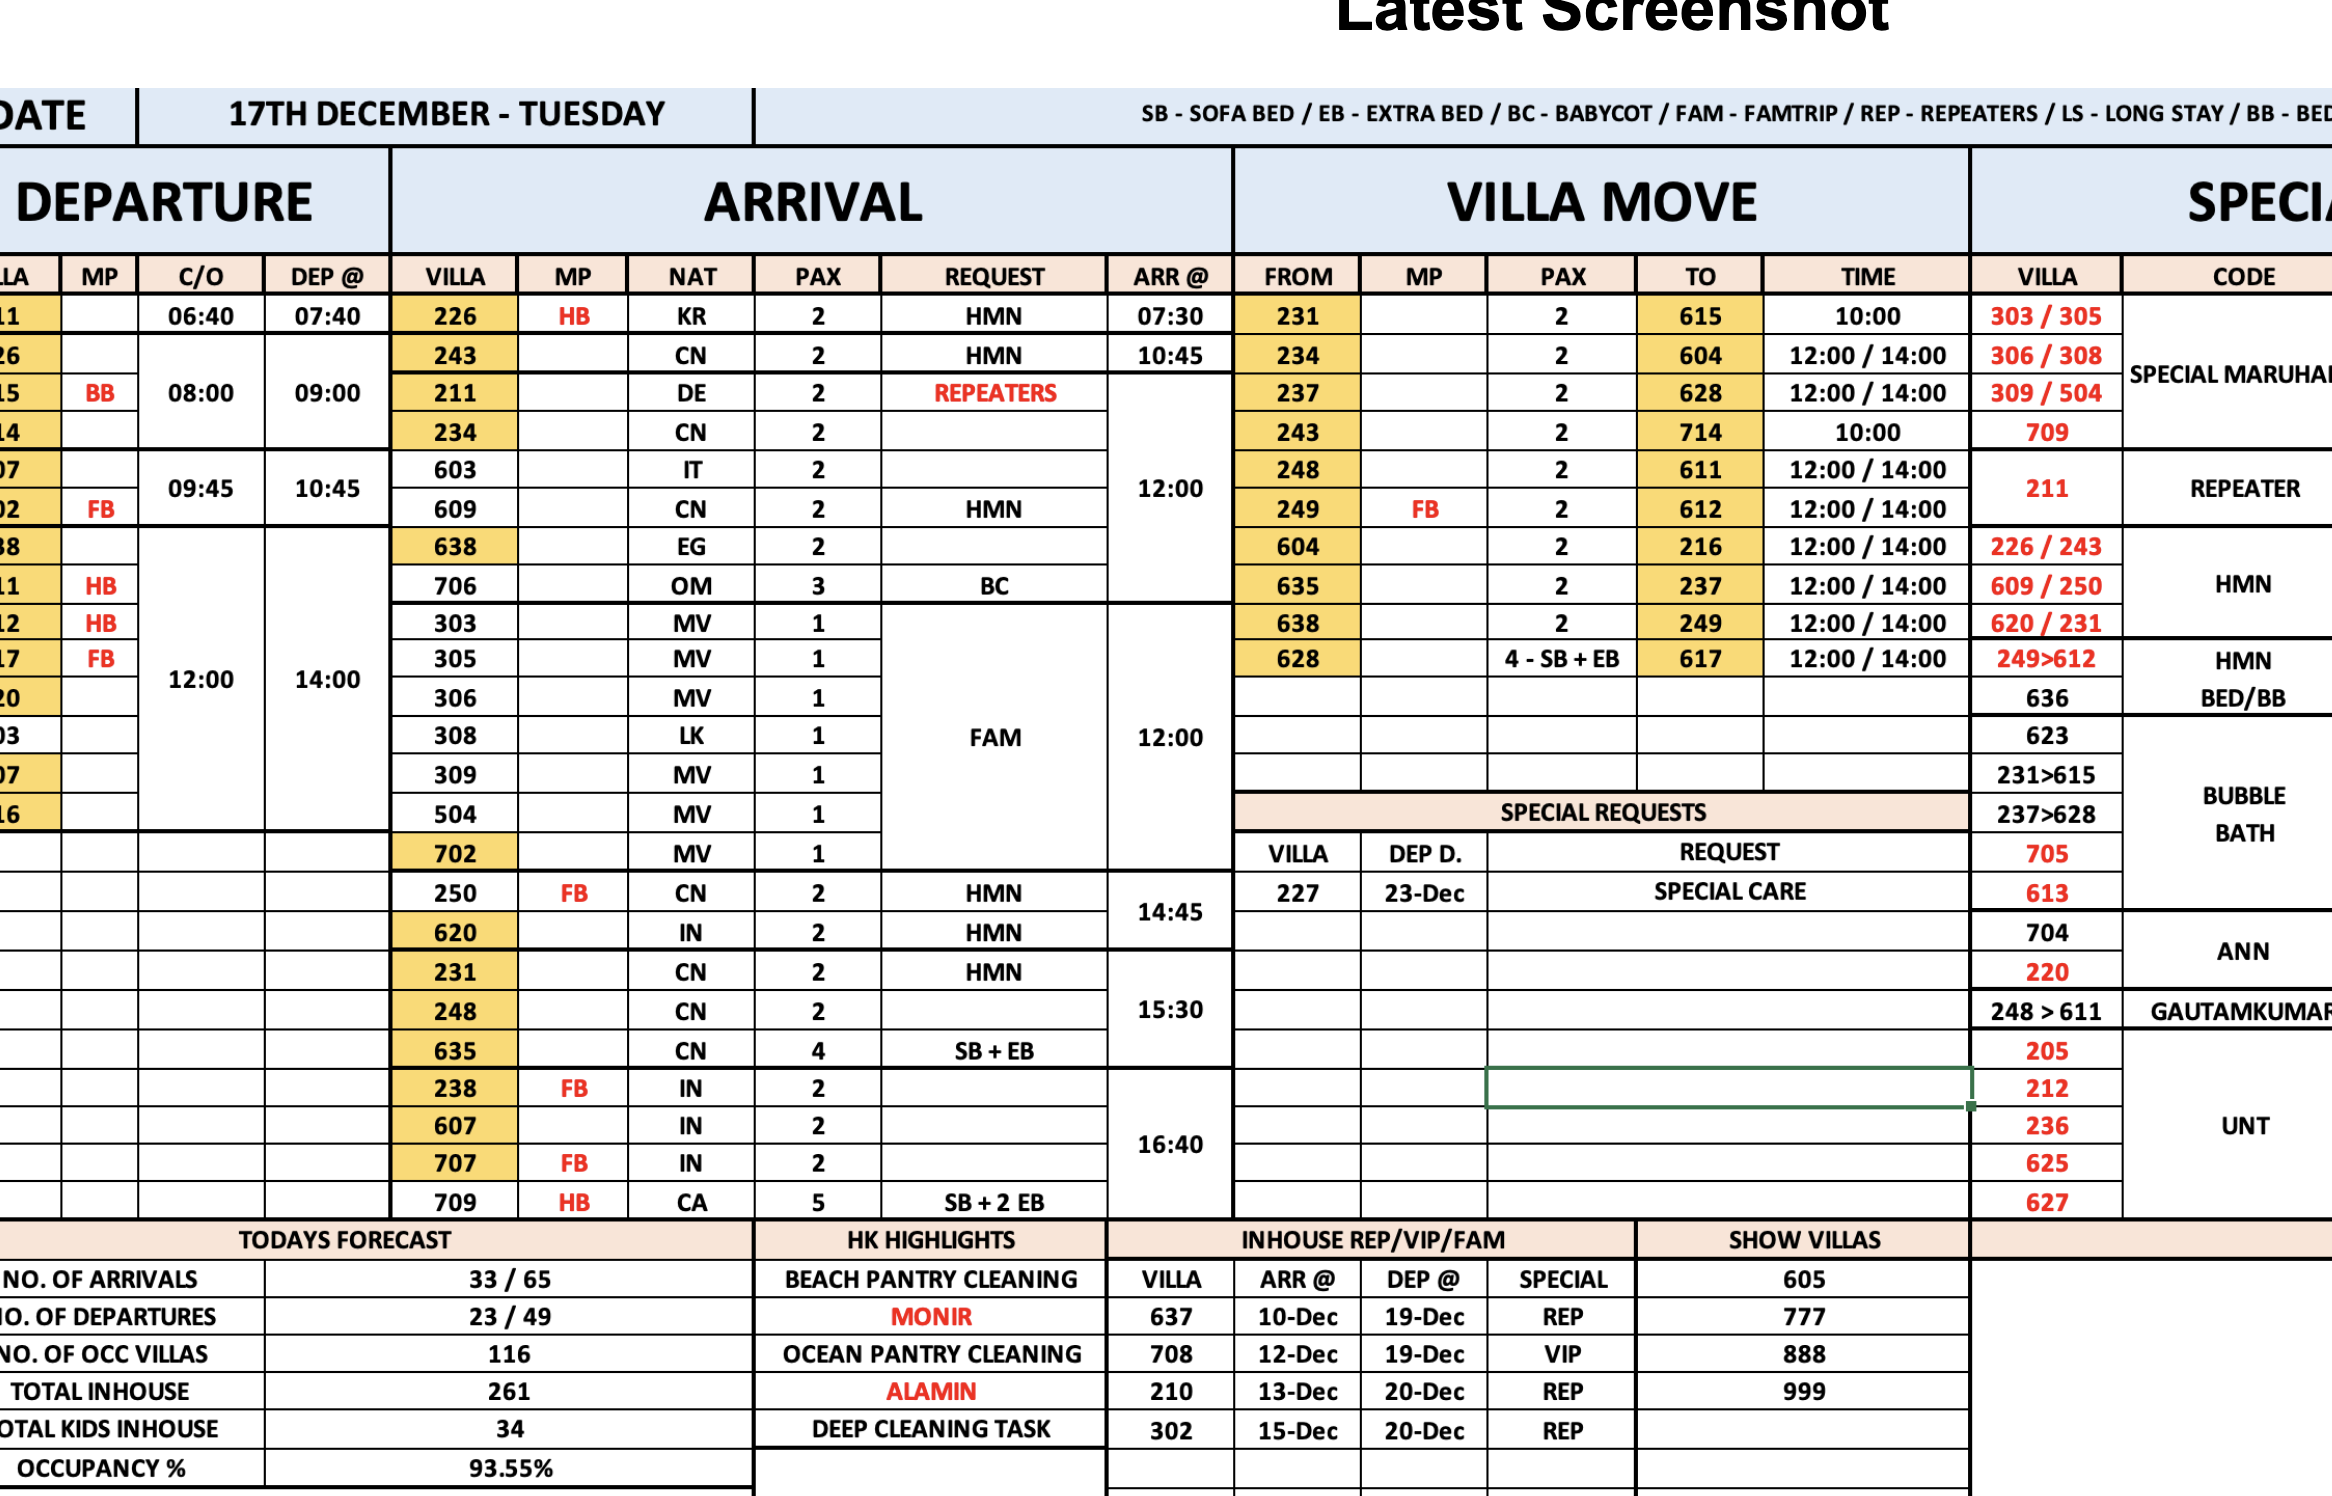 Latest Screenshot
DATE 17TH DECEMBER - TUESDAY SB - SOFA BED / EB - EXTRA BED / BC - BABYCOT / FAM - FAMTRIP / REP - REPEATERS / LS - LONG STAY / BB - BED
DEPARTURE ARRIVAL VILLA MOVE SPECIA
LLA MP C/O DEP @ VILLA MP NAT PAX REQUEST ARR @ FROM MP PAX TO TIME VILLA CODE
11 06:40 07:40 226 HB KR 2 HMN 07:30 231 2 615 10:00 303 / 305
26 243 CN 2 HMN 10:45 234 2 604 12:00 / 14:00 306 / 308
SPECIAL MARUHA
15 BB 08:00 09:00 211 DE 2 REPEATERS 237 2 628 12:00 / 14:00 309 / 504
14 234 CN 2 243 2 714 10:00 709
07 603 IT 2 248 2 611 12:00 / 14:00
09:45 10:45 12:00 211 REPEATER
02 FB 609 CN 2 HMN 249 FB 2 612 12:00 / 14:00
38 638 EG 2 604 2 216 12:00 / 14:00 226 / 243
11 HB 706 OM 3 BC 635 2 237 12:00 / 14:00 609 / 250 HMN
12 HB 303 MV 1 638 2 249 12:00 / 14:00 620 / 231
17 FB 305 MV 1 628 4 - SB + EB 617 12:00 / 14:00 249>612 HMN
12:00 14:00
20 306 MV 1 636 BED/BB
03 308 LK 1 FAM 12:00 623
07 309 MV 1 231>615
BUBBLE
16 504 MV 1 SPECIAL REQUESTS 237>628
BATH
702 MV 1 VILLA DEP D. REQUEST 705
250 FB CN 2 HMN 227 23-Dec SPECIAL CARE 613
14:45
620 IN 2 HMN 704
ANN
231 CN 2 HMN 220
248 CN 2 15:30 248 > 611 GAUTAMKUMAR
635 CN 4 SB + EB 205
238 FB IN 2 212
607 IN 2 236 UNT
16:40
707 FB IN 2 625
709 HB CA 5 SB + 2 EB 627
TODAYS FORECAST HK HIGHLIGHTS INHOUSE REP/VIP/FAM SHOW VILLAS
NO. OF ARRIVALS 33 / 65 BEACH PANTRY CLEANING VILLA ARR @ DEP @ SPECIAL 605
NO. OF DEPARTURES 23 / 49 MONIR 637 10-Dec 19-Dec REP 777
NO. OF OCC VILLAS 116 OCEAN PANTRY CLEANING 708 12-Dec 19-Dec VIP 888
TOTAL INHOUSE 261 ALAMIN 210 13-Dec 20-Dec REP 999
OTAL KIDS INHOUSE 34 DEEP CLEANING TASK 302 15-Dec 20-Dec REP
OCCUPANCY % 93.55%